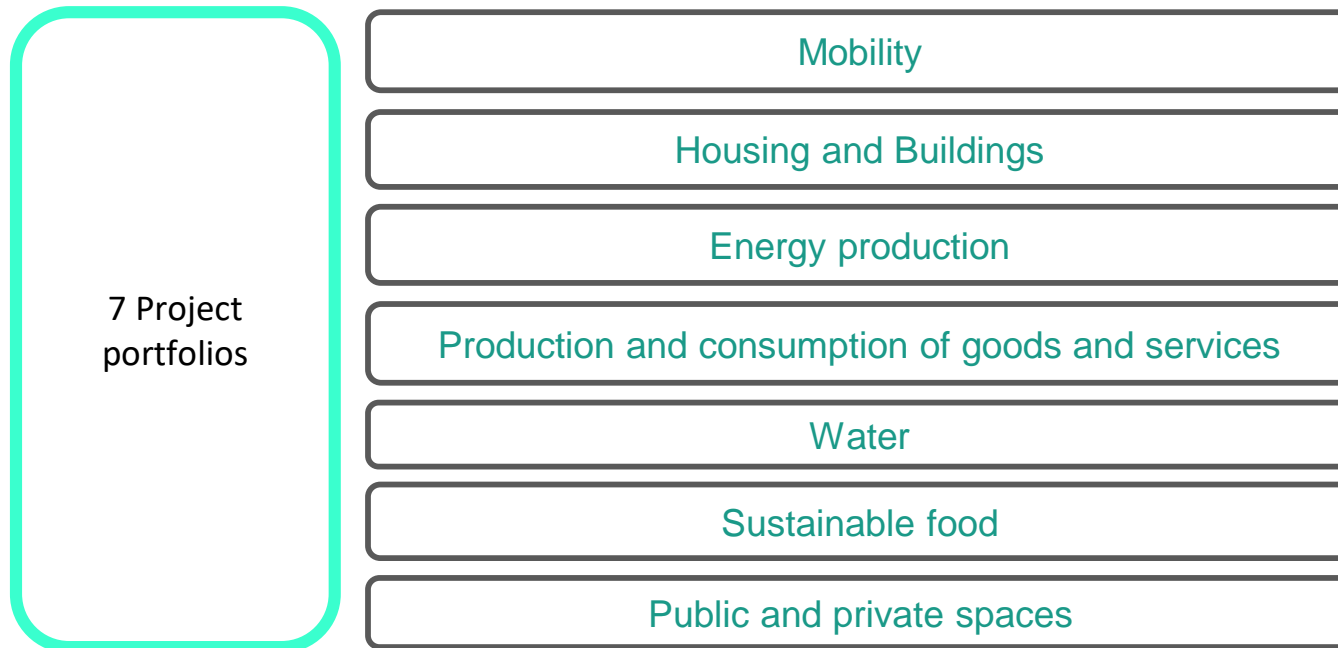 7 Project
portfolios
Mobility
Housing and Buildings
Energy production
Production and consumption of goods and services
Water
Sustainable food
Public and private spaces